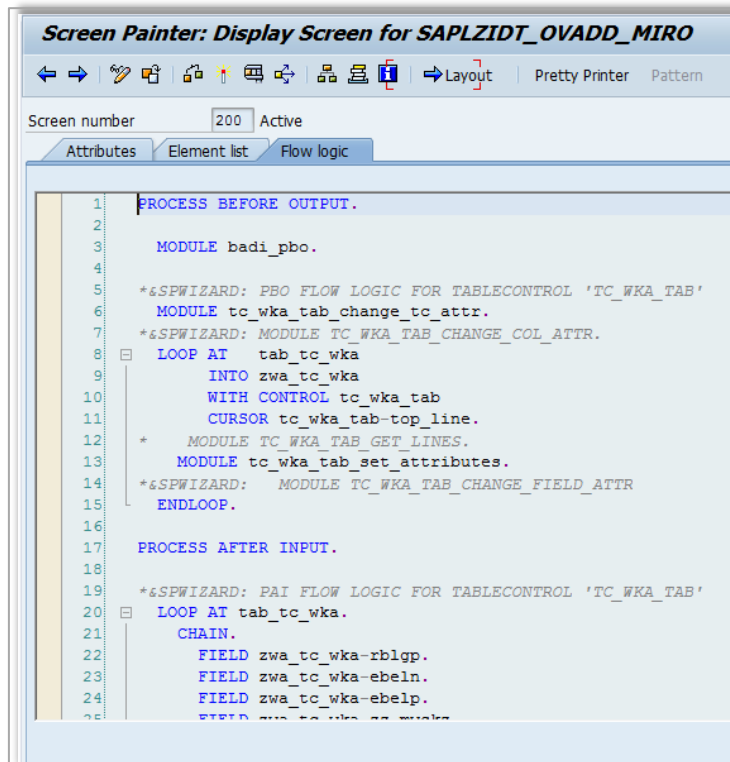 Screen Painter: Display Screen for SAPLZIDT_OVADD_MIRO
Layout Pretty Printer Pattern
Screen number 200 Active
Attributes Element list Flow logic
1 PROCESS BEFORE OUTPUT.
2
3 MODULE badi_pbo.
4
5 *&SPWIZARD: PBO FLOW LOGIC FOR TABLECONTROL 'TC_WKA_TAB'
6 MODULE tc_wka_tab_change_tc_attr.
7 *&SPWIZARD: MODULE TC_WKA_TAB_CHANGE_COL_ATTR.
8 LOOP AT tab_tc_wka
9 INTO zwa_tc_wka
10 WITH CONTROL tc_wka_tab
11 CURSOR tc_wka_tab-top_line.
12 * MODULE TC_WKA_TAB_GET_LINES.
13 MODULE tc_wka_tab_set_attributes.
14 *&SPWIZARD: MODULE TC_WKA_TAB_CHANGE_FIELD_ATTR
15 ENDLOOP.
16
17 PROCESS AFTER INPUT.
18
19 *&SPWIZARD: PAI FLOW LOGIC FOR TABLECONTROL 'TC_WKA_TAB'
20 LOOP AT tab_tc_wka.
21 CHAIN.
22 FIELD zwa_tc_wka-rblgp.
23 FIELD zwa_tc_wka-ebeln.
24 FIELD zwa_tc_wka-ebelp.
25 FIELD